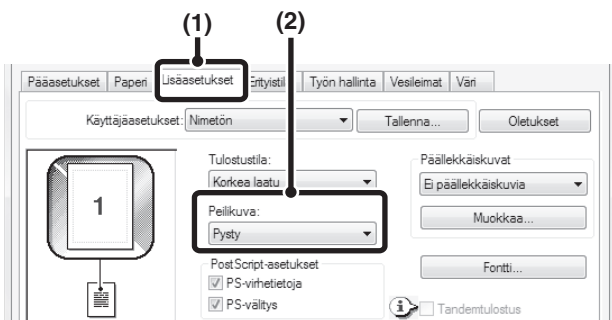 (1) (2)
Pääasetukset Paperi Lisäasetukset Työn hallinta Vesileimat Väri
Käyttäjäasetukset: Nimetön Tallenna... Oletukset
Tulostustila: Päällekkäiskuvat
Korkea laatu Ei päällekkäiskuvia
1
Peilikuva: Muokkaa...
Pysty
PostScript-asetukset Fontti...
PS-virhetietoja
PS-välitys Tandemtulostus